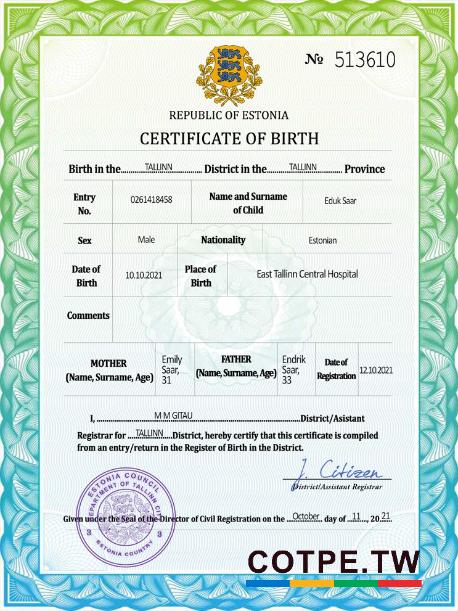 № 513610
REPUBLIC OF ESTONIA
CERTIFICATE OF BIRTH
Birth in the TALLINN District in the TALLINN Province
Entry No. 0261418458 Name and Surname of Child Eduk Saar
Sex Male Nationality Estonian
Date of Birth 10.10.2021 Place of Birth East Tallinn Central Hospital
Comments
MOTHER (Name, Surname, Age) Emily Saar, 31 FATHER (Name, Surname, Age) Endrik Saar, 33 Date of Registration 12.10.2021
I, M M GITAU District/Asistant
Registrar for TALLINN District, hereby certify that this certificate is compiled
from an entry/return in the Register of Birth in the District.
J. Citizen
District/Assistant Registrar
ESTONIA COUNCIL
DEPARTMENT OF TALLINN CITY
3 3
ESTONIA COUNTRY
Given under the Seal of the Director of Civil Registration on the October day of 11, 2021
COTPE.TW